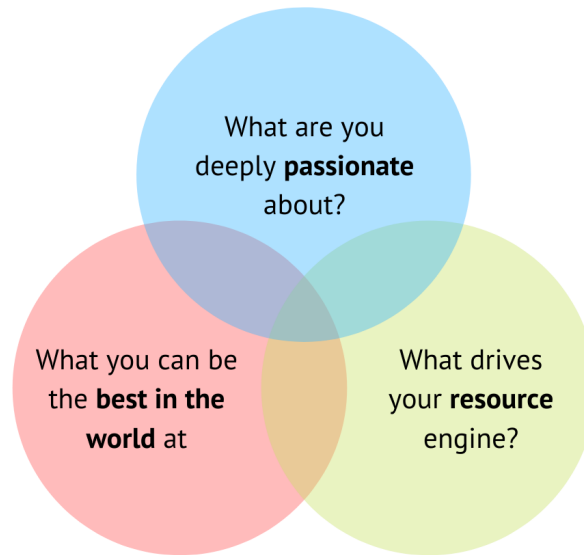 What are you
deeply passionate
about?
What you can be
the best in the
world at
What drives
your resource
engine?